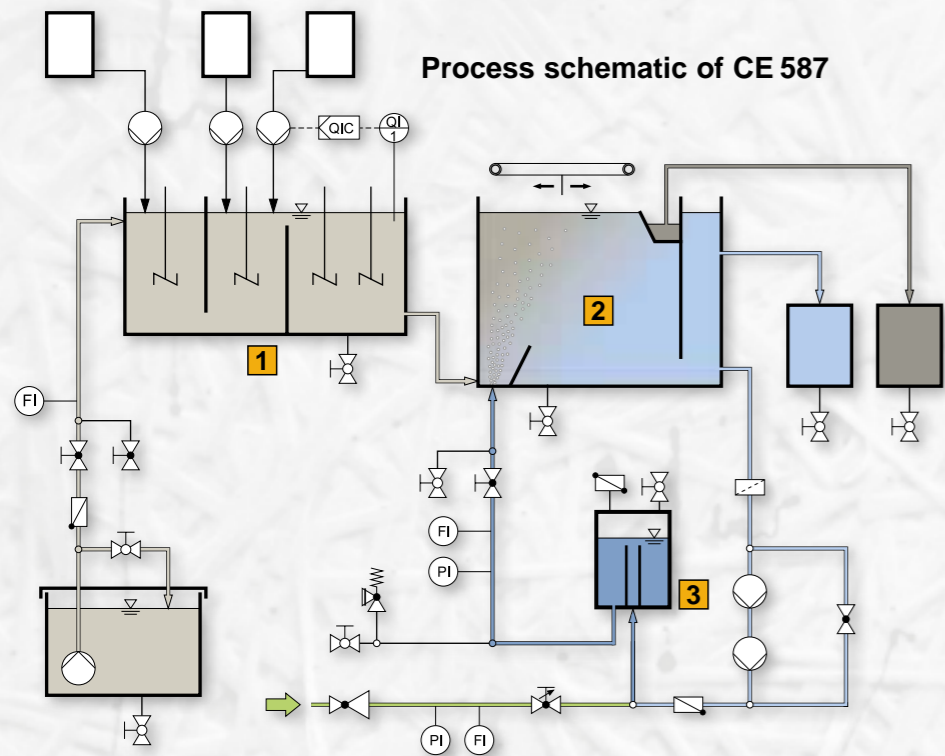 Process schematic of CE 587
QIC
QI
1
2
1
FI
FI
PI
3
PI
FI